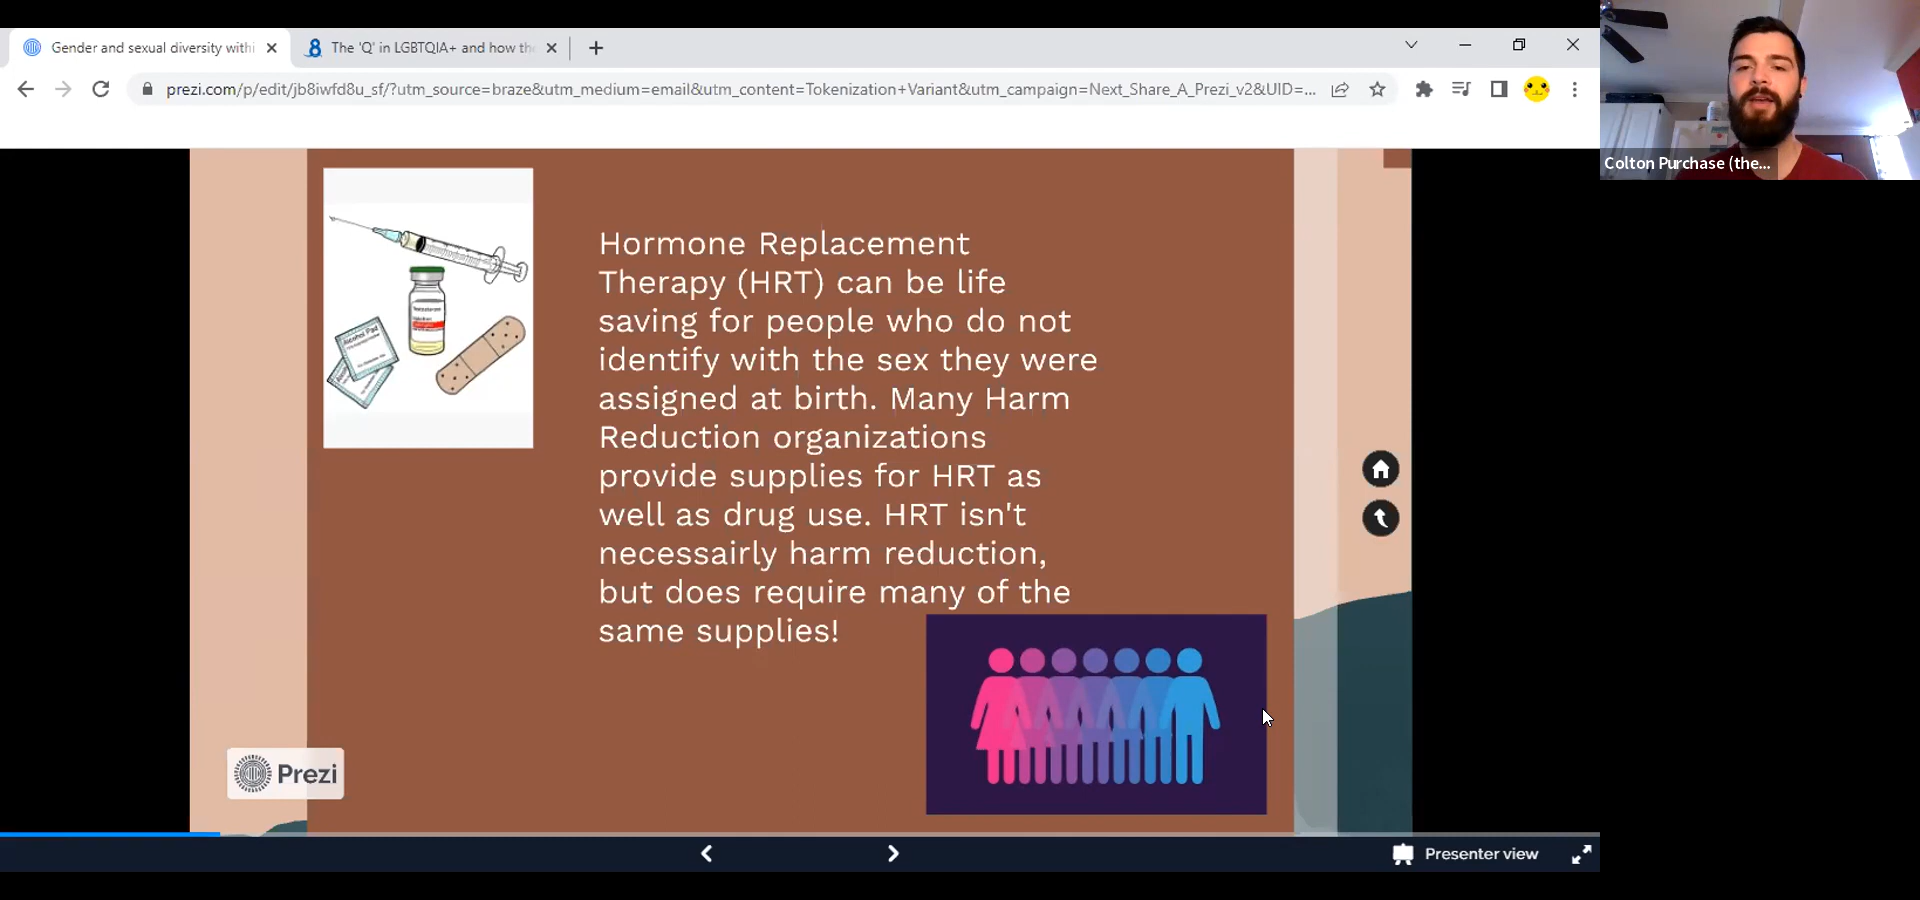 Gender and sexual diversity withi
The 'Q' in LGBTQIA+ and how the
prezi.com/p/edit/jb8iwfd8u_sf/?utm_source=braze&utm_medium=email&utm_content=Tokenization+Variant&utm_campaign=Next_Share_A_Prezi_v2&UID=...
Colton Purchase (the...
Alcohol Pad
Hormone Replacement
Therapy (HRT) can be life
saving for people who do not
identify with the sex they were
assigned at birth. Many Harm
Reduction organizations
provide supplies for HRT as
well as drug use. HRT isn't
necessairly harm reduction,
but does require many of the
same supplies!
Prezi
Presenter view